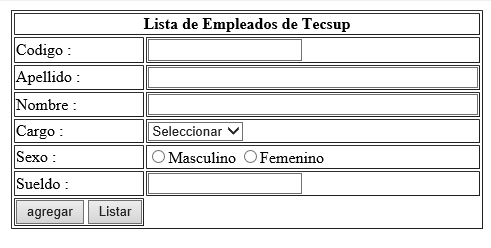 Lista de Empleados de Tecsup
Codigo :
Apellido :
Nombre :
Cargo : Seleccionar
Sexo : Masculino Femenino
Sueldo :
agregar Listar